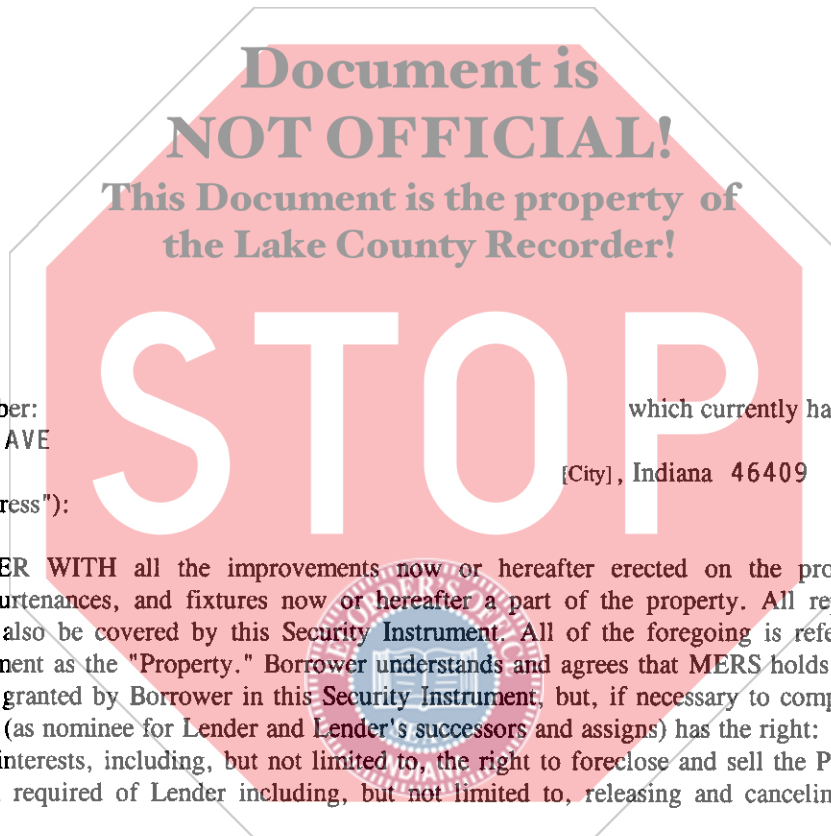 Document is
NOT OFFICIAL!
This Document is the property of
the Lake County Recorder!
STOP
ber: which currently ha
AVE
[City], Indiana 46409
ress"):
ER WITH all the improvements now or hereafter erected on the pro
urtenances, and fixtures now or hereafter a part of the property. All rep
also be covered by this Security Instrument. All of the foregoing is refe
nent as the "Property." Borrower understands and agrees that MERS holds
granted by Borrower in this Security Instrument, but, if necessary to comp
(as nominee for Lender and Lender's successors and assigns) has the right:
interests, including, but not limited to, the right to foreclose and sell the P
required of Lender including, but not limited to, releasing and cancelin
INDIANA